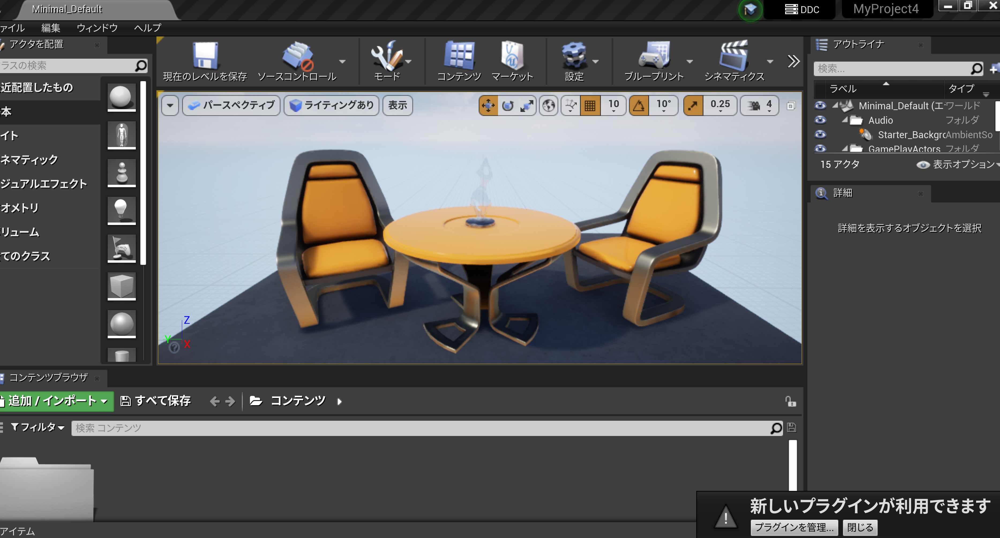 Minimal_Default
DDC
MyProject4
ァイル 編集 ウィンドウ ヘルプ
アクタを配置
ラスの検索
近配置したもの
本
イト
ネマティック
ジュアルエフェクト
オメトリ
リューム
てのクラス
現在のレベルを保存
ソースコントロール
モード
コンテンツ
マーケット
設定
ブループリント
シネマティクス
パースペクティブ
ライティングあり
表示
10
10°
0.25
4
Z
Y
X
アウトライナ
検索...
ラベル
タイプ
Minimal_Default (エ ワールド
Audio フォルダ
Starter_Backgrc AmbientSo
GamePlayActors フォルダ
15 アクタ
表示オプション
詳細
詳細を表示するオブジェクトを選択
コンテンツブラウザ
追加 / インポート
すべて保存
コンテンツ
フィルタ
検索 コンテンツ
アイテム
新しいプラグインが利用できます
プラグインを管理...
閉じる